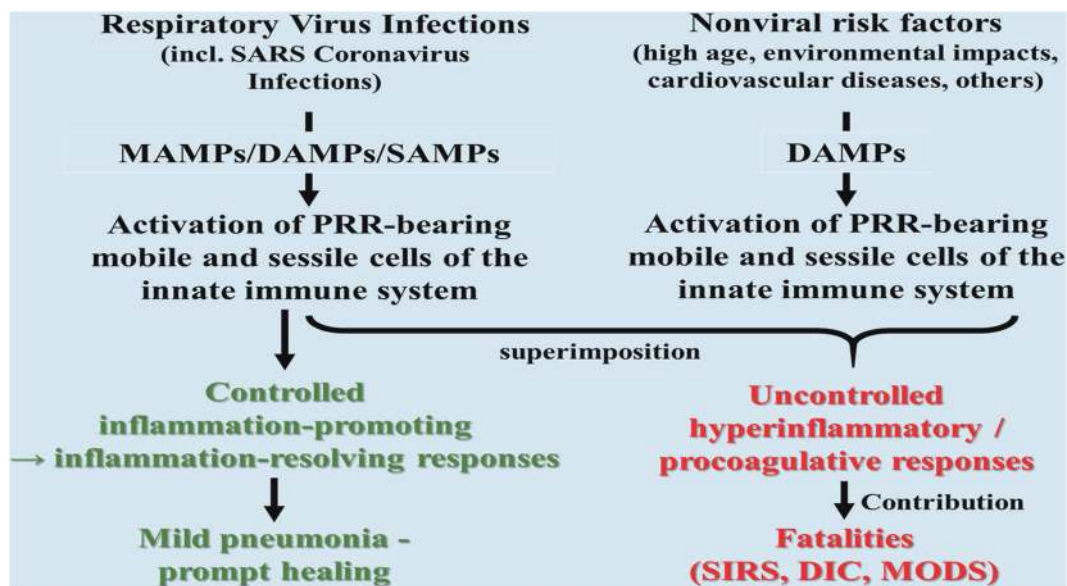 Respiratory Virus Infections
(incl. SARS Coronavirus
Infections)
MAMPs/DAMPs/SAMPs
Activation of PRR-bearing
mobile and sessile cells of the
innate immune system
Nonviral risk factors
(high age, environmental impacts,
cardiovascular diseases, others)
DAMPs
Activation of PRR-bearing
mobile and sessile cells of the
innate immune system
superimposition
Controlled
inflammation-promoting
→ inflammation-resolving responses
Mild pneumonia -
prompt healing
Uncontrolled
hyperinflammatory /
procoagulative responses
Contribution
Fatalities
(SIRS, DIC, MODS)